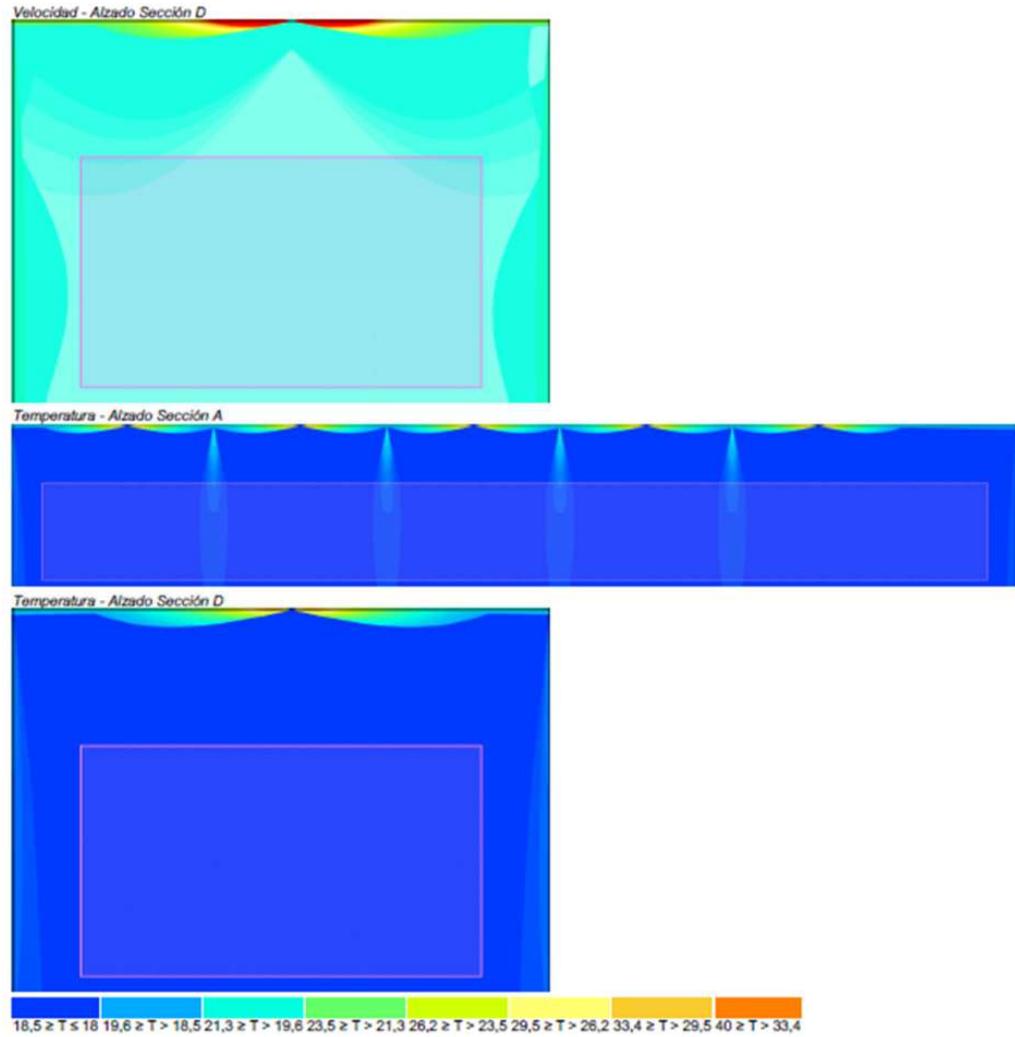 Velocidad - Alzado Sección D
Temperatura - Alzado Sección A
Temperatura - Alzado Sección D
18,5 ≥ T ≤ 18 19,6 ≥ T > 18,5 21,3 ≥ T > 19,6 23,5 ≥ T > 21,3 26,2 ≥ T > 23,5 29,5 ≥ T > 26,2 33,4 ≥ T > 29,5 40 ≥ T > 33,4